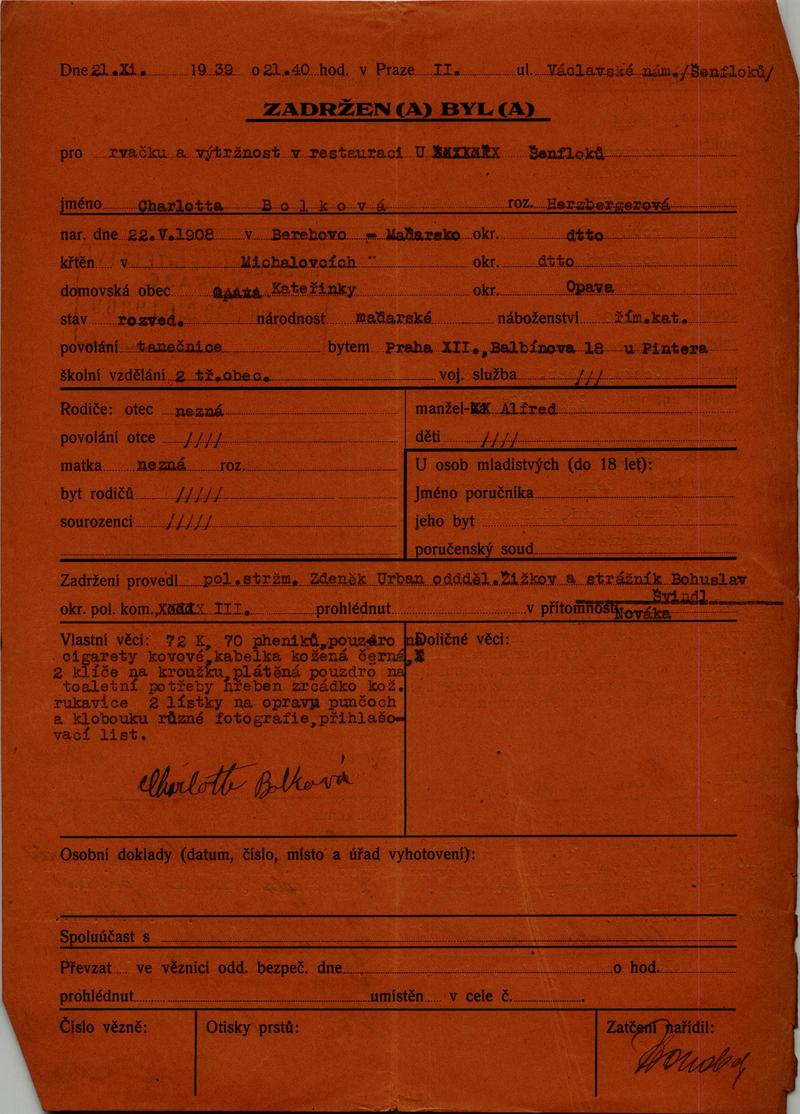 Dne 21.XI. 19 39 o 21.40 hod. v Praze II. ul. Václavské nám./Šenfloků/
ZADRŽEN(A) BYL(A)
pro rvačku a výtržnost v restauraci U Šenfloků
jméno Charlotta Bolková roz. Herzbergerová
nar. dne 22.V.1908 v Berehovo - Maďarsko okr. dtto
křtěn v Michalovcích " okr. dtto
domovská obec Kateřinky okr. Opava
stav rozved. národnost maďarské náboženství řím.kat.
povolání tanečnice bytem Praha XII., Balbínova 18 u Pintera
školní vzdělání 2 tř.obec. voj. služba ///
Rodiče: otec nezná
manžel- Alfred
povolání otce ////
děti ////
matka nezná roz.
U osob mladistvých (do 18 let):
byt rodičů /////
Jméno poručníka
sourozenci /////
jeho byt
poručenský soud
Zadržení provedl pol.stržm. Zdeněk Urban oddděl.Žižkov a strážník Bohuslav
Švindl
okr. pol. kom. III. prohlédnut v přítomnosti Nováka
Vlastní věci: 72 K, 70 pheniků,pouzdro na
Doličné věci:
cigarety kovové,kabelka kožená černá,
2 klíče na kroužku,plátěná pouzdro na
toaletní potřeby hřeben zrcádko kož.
rukavice 2 lístky na opravu punčoch
a klobouku různé fotografie,přihlašo-
vací list.
Charlotte Bolková
Osobní doklady (datum, číslo, místo a úřad vyhotovení):
Spoluúčast s
Převzat ve věznici odd. bezpeč. dne o hod.
prohlédnut umístěn v cele č. .
Číslo vězně:
Otisky prstů:
Zatčení nařídil: